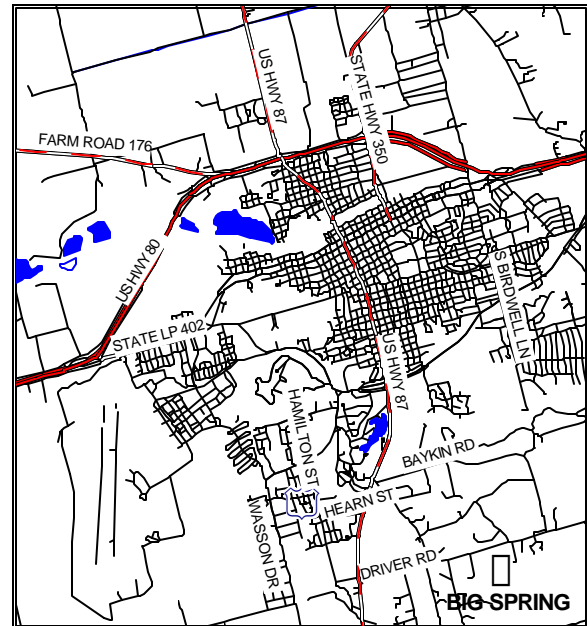 US HWY 87
STATE HWY 350
FARM ROAD 176
US HWY 80
S BIRDWELL LN
STATE LP 402
US HWY 87
HAMILTON ST
BAYKIN RD
HEARN ST
WASSON DR
DRIVER RD
BIG SPRING